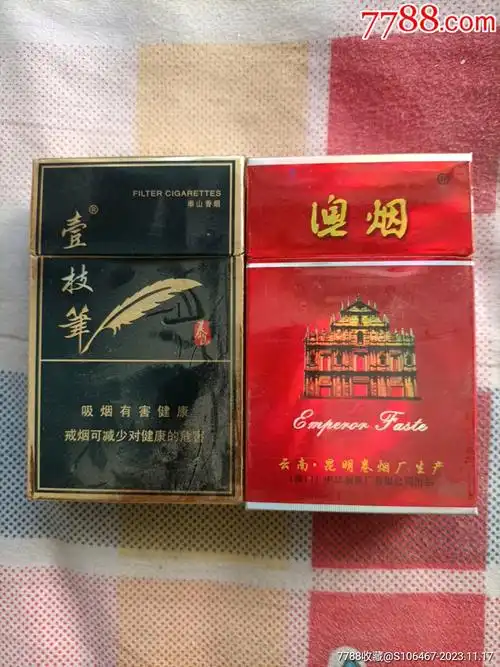 7788.com
FILTER CIGARETTES
泰山香烟
壹
®
枝
筆
吸烟有害健康
戒烟可减少对健康的危害
澳烟
Emperor Taste
云南·昆明卷烟厂生产
7788收藏@S106467-2023.11.17